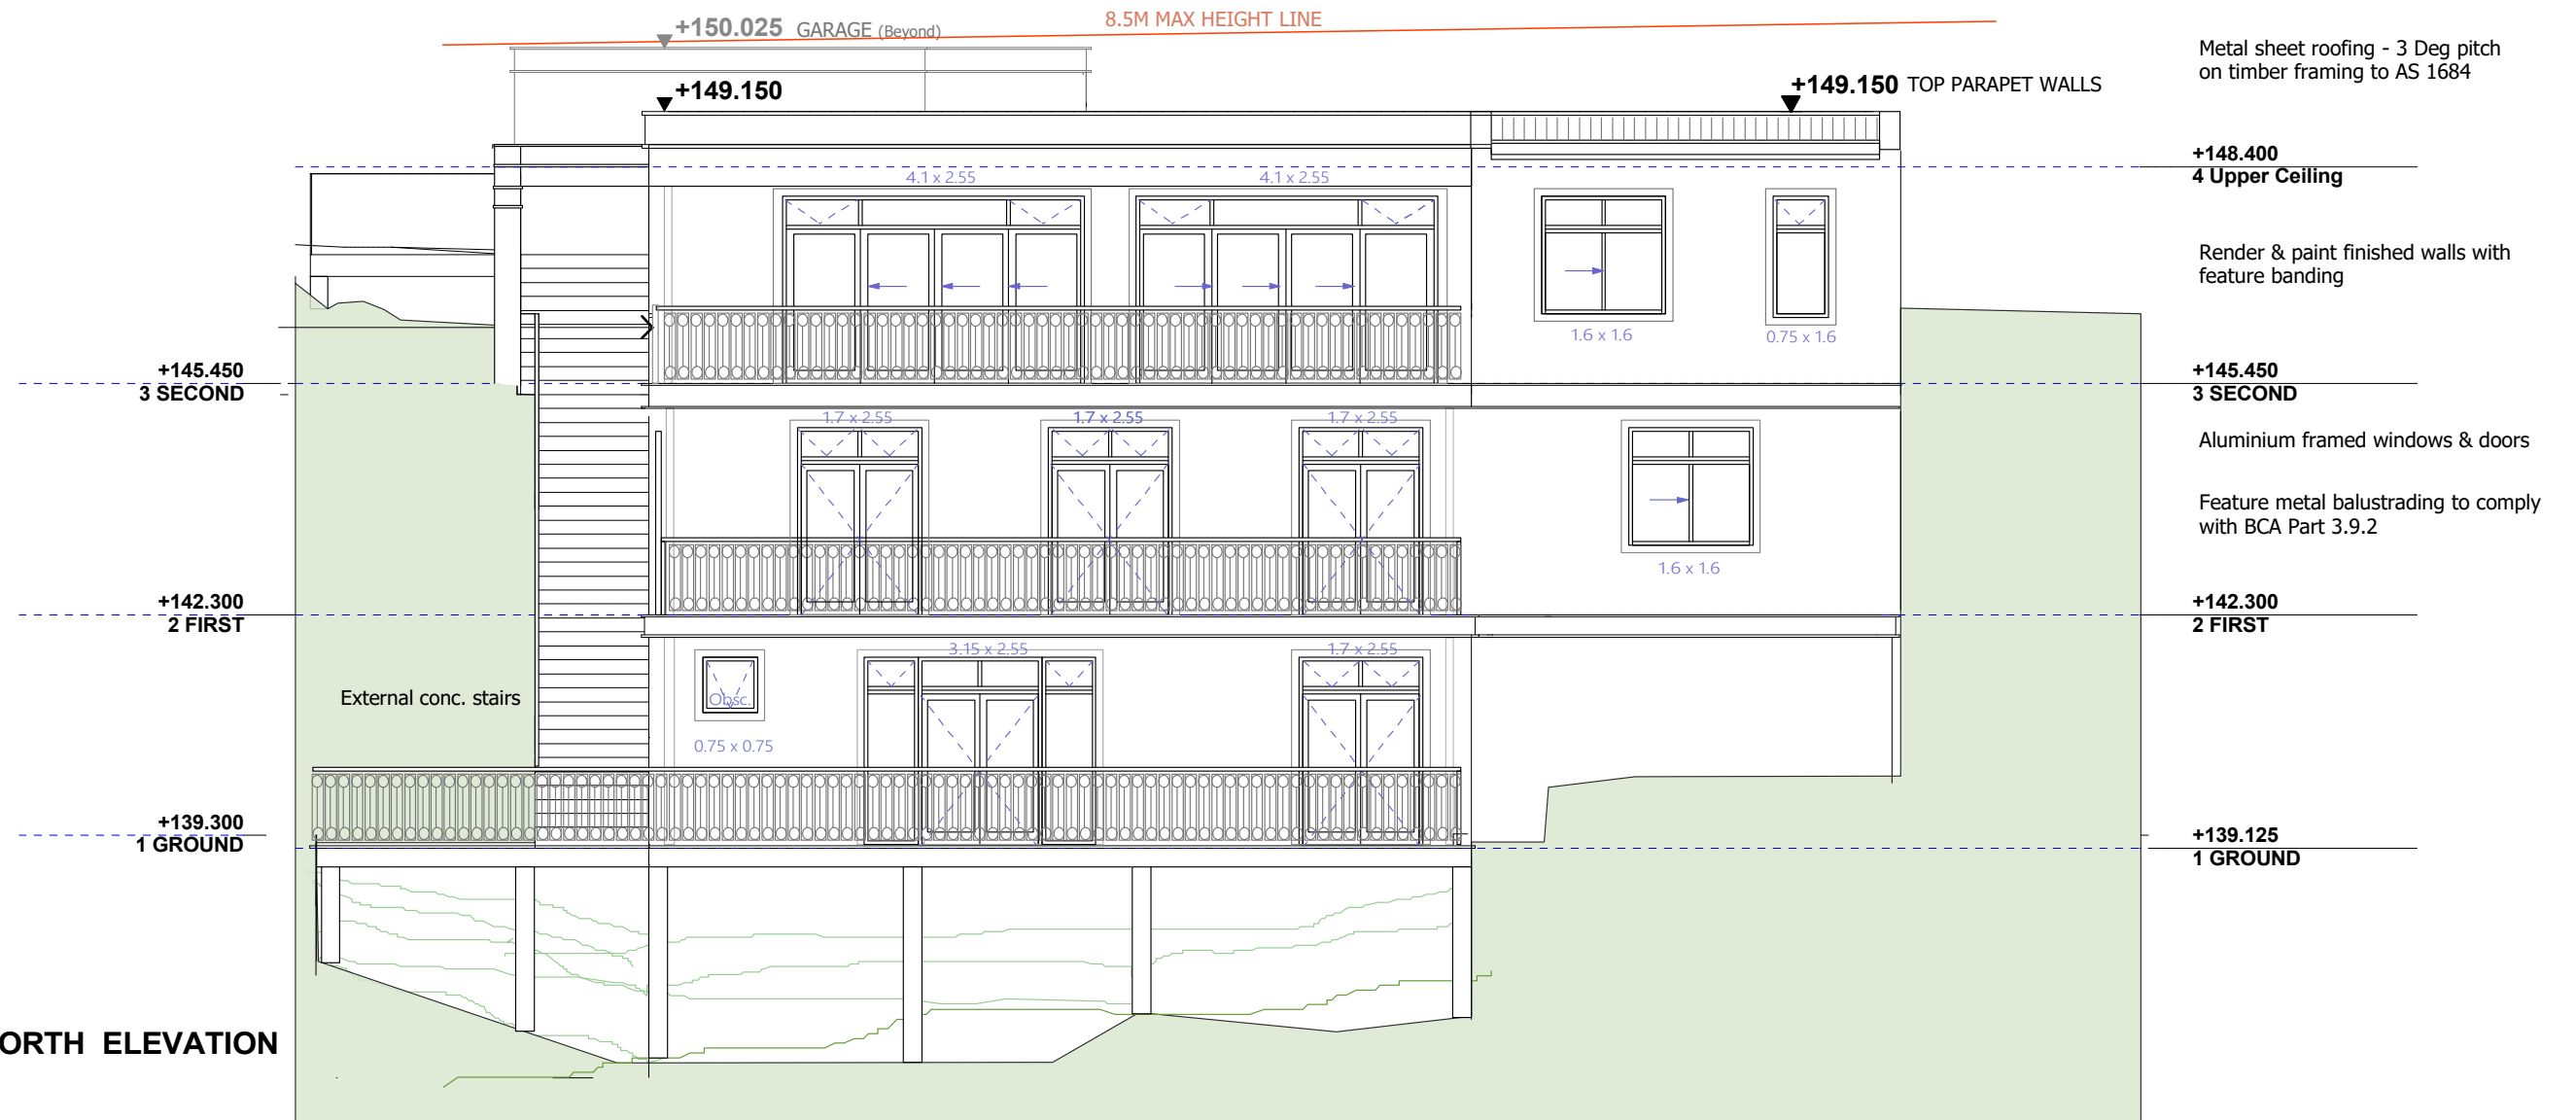 8.5M MAX HEIGHT LINE
+150.025 GARAGE (Beyond)
+149.150
+149.150 TOP PARAPET WALLS
Metal sheet roofing - 3 Deg pitch
on timber framing to AS 1684
+148.400
4 Upper Ceiling
4.1 x 2.55
4.1 x 2.55
Render & paint finished walls with
feature banding
1.6 x 1.6
0.75 x 1.6
+145.450
3 SECOND
+145.450
3 SECOND
1.7 x 2.55
1.7 x 2.55
1.7 x 2.55
Aluminium framed windows & doors
Feature metal balustrading to comply
with BCA Part 3.9.2
1.6 x 1.6
+142.300
2 FIRST
+142.300
2 FIRST
3.15 x 2.55
1.7 x 2.55
External conc. stairs
Obsc.
0.75 x 0.75
+139.300
1 GROUND
+139.125
1 GROUND
ORTH ELEVATION